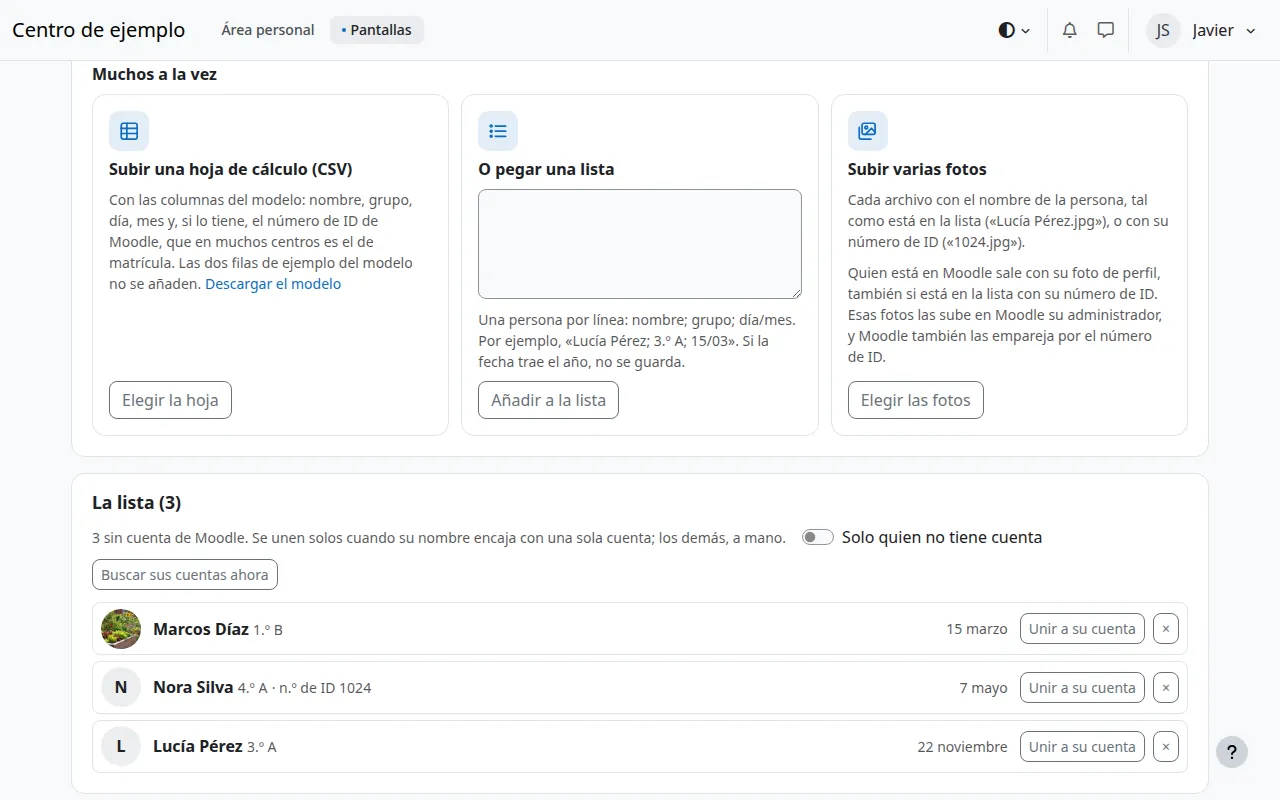 Centro de ejemplo
Área personal
Pantallas
JS
Javier
Muchos a la vez
Subir una hoja de cálculo (CSV)
Con las columnas del modelo: nombre, grupo,
día, mes y, si lo tiene, el número de ID de
Moodle, que en muchos centros es el de
matrícula. Las dos filas de ejemplo del modelo
no se añaden. Descargar el modelo
Elegir la hoja
O pegar una lista
Una persona por línea: nombre; grupo; día/mes.
Por ejemplo, «Lucía Pérez; 3.º A; 15/03». Si la
fecha trae el año, no se guarda.
Añadir a la lista
Subir varias fotos
Cada archivo con el nombre de la persona, tal
como está en la lista («Lucía Pérez.jpg»), o con su
número de ID («1024.jpg»).
Quien está en Moodle sale con su foto de perfil,
también si está en la lista con su número de ID.
Esas fotos las sube en Moodle su administrador,
y Moodle también las empareja por el número
de ID.
Elegir las fotos
La lista (3)
3 sin cuenta de Moodle. Se unen solos cuando su nombre encaja con una sola cuenta; los demás, a mano.
Solo quien no tiene cuenta
Buscar sus cuentas ahora
Marcos Díaz 1.º B
15 marzo
Unir a su cuenta
×
N
Nora Silva 4.º A · n.º de ID 1024
7 mayo
Unir a su cuenta
×
L
Lucía Pérez 3.º A
22 noviembre
Unir a su cuenta
×
?